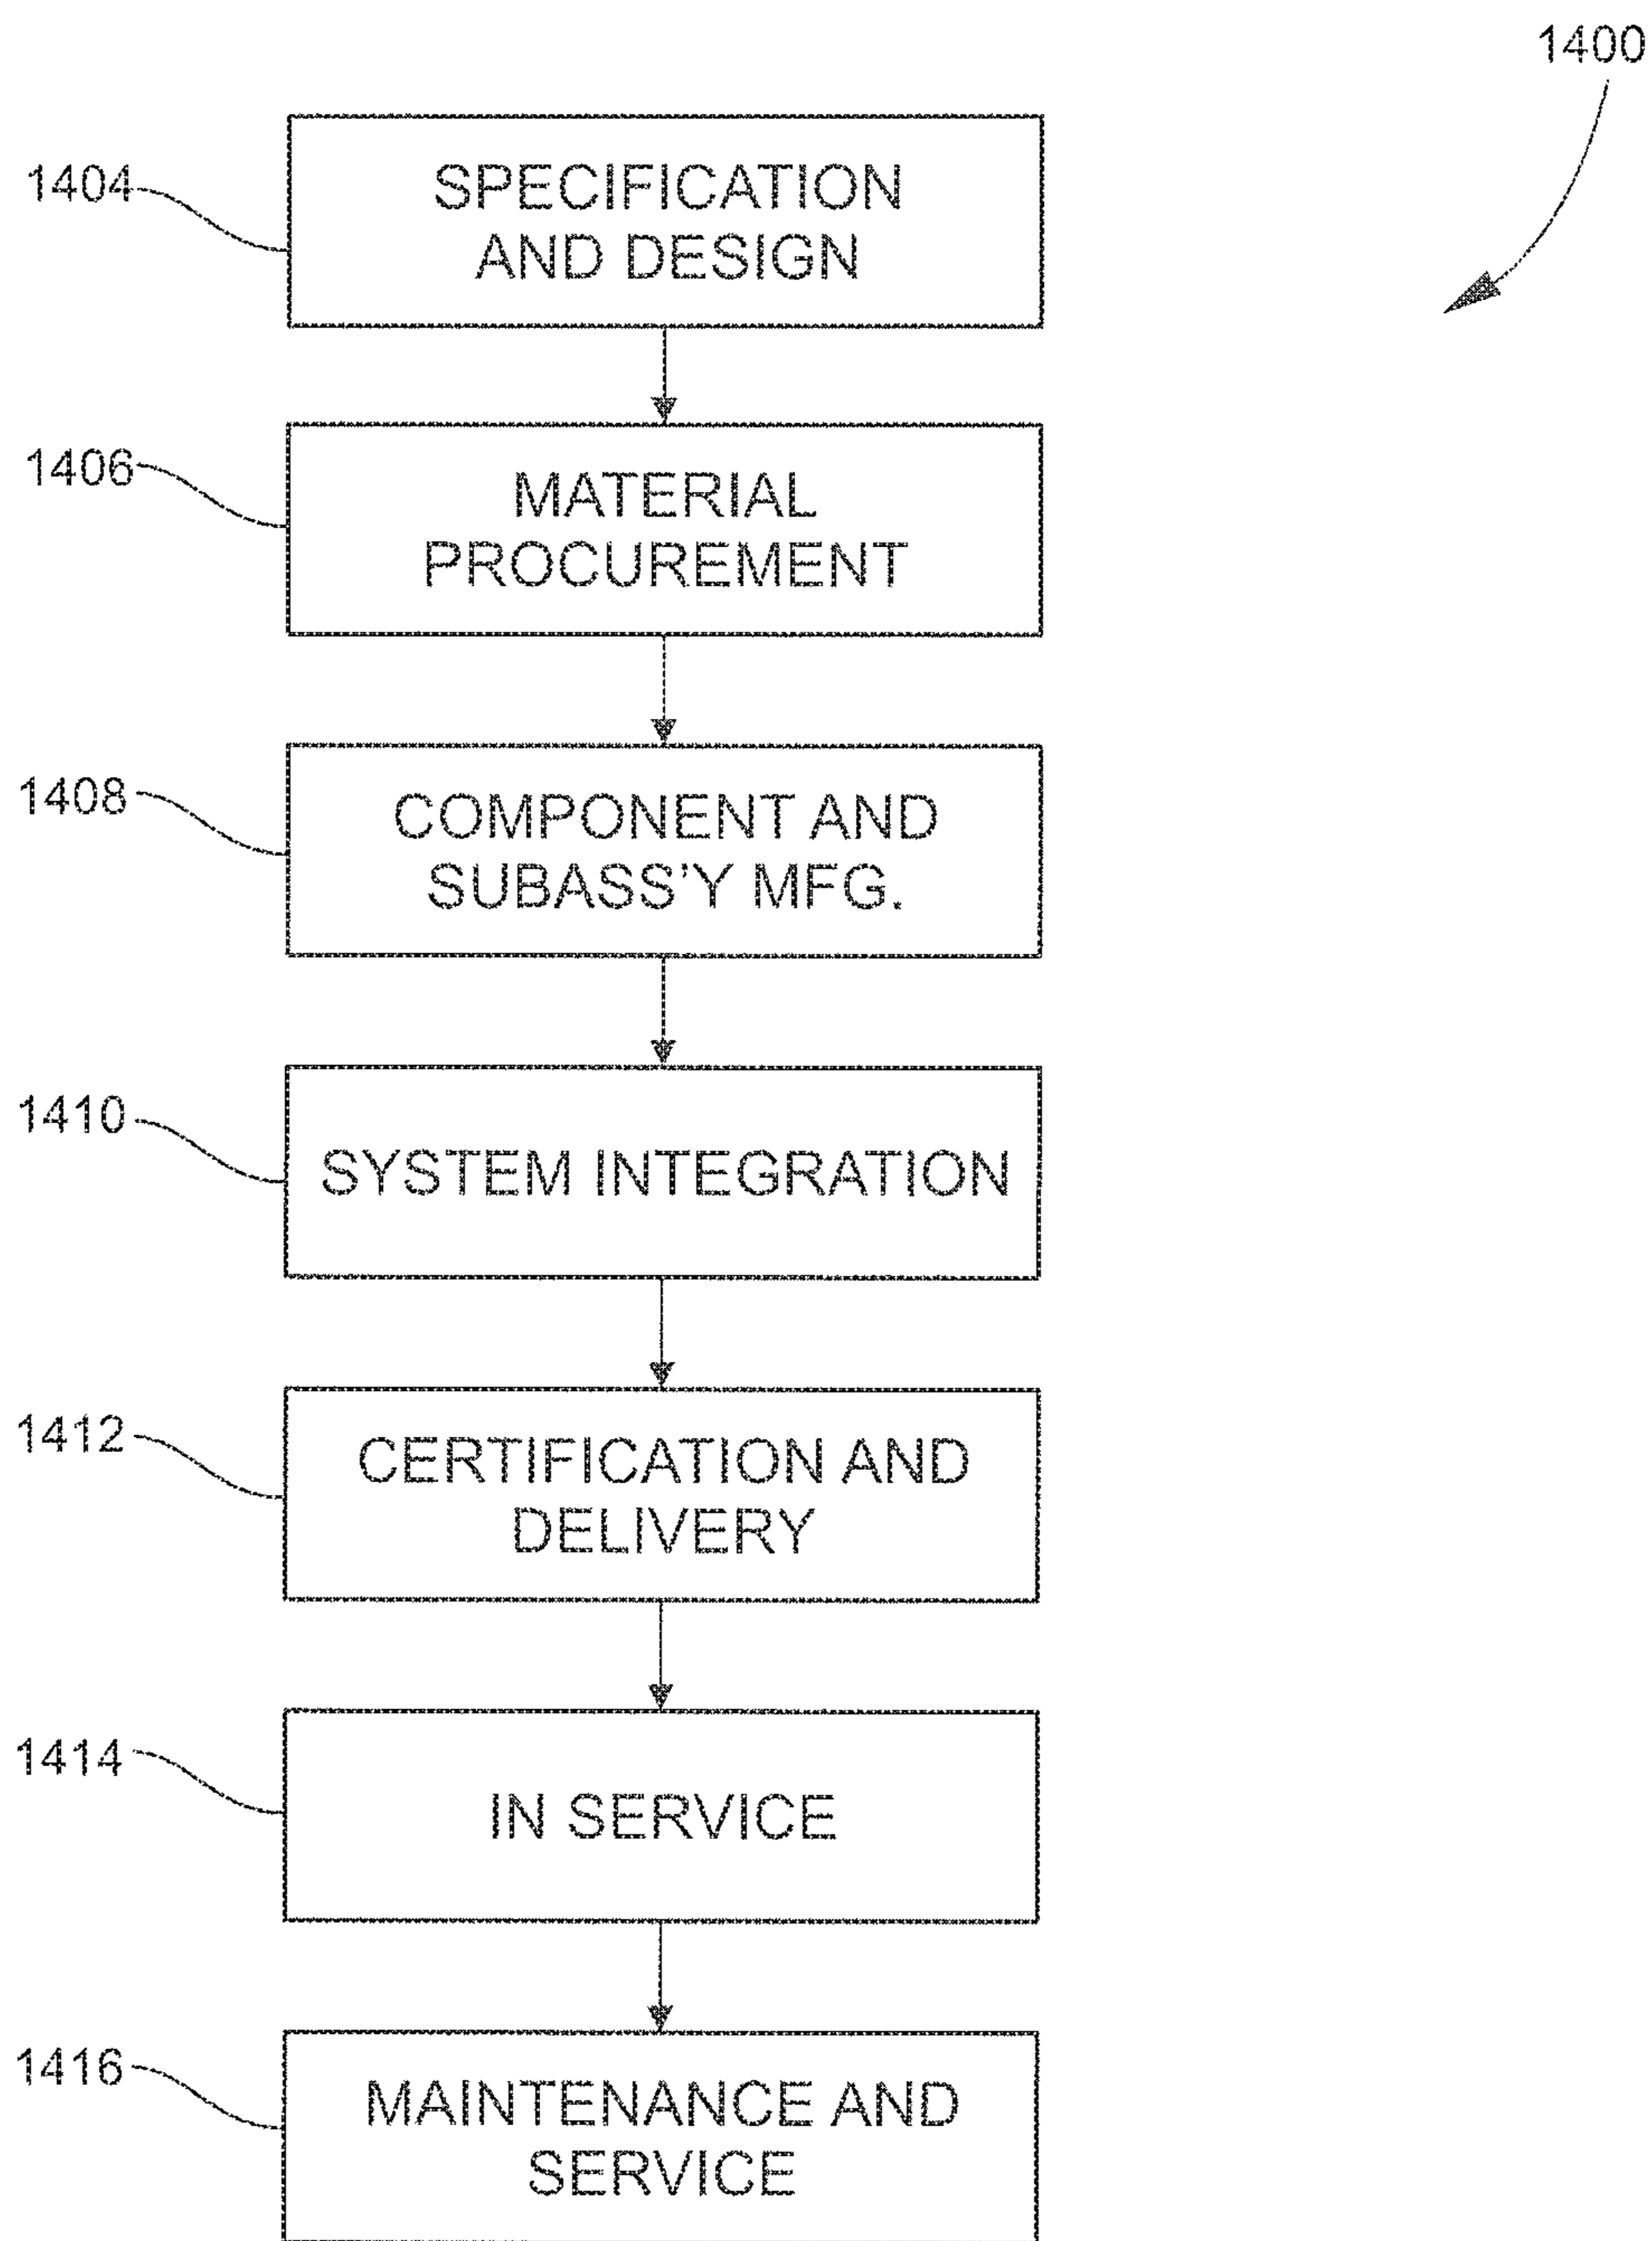 1400
1404
SPECIFICATION
AND DESIGN
1406
MATERIAL
PROCUREMENT
1408
COMPONENT AND
SUBASS'Y MFG.
1410
SYSTEM INTEGRATION
1412
CERTIFICATION AND
DELIVERY
1414
IN SERVICE
1416
MAINTENANCE AND
SERVICE